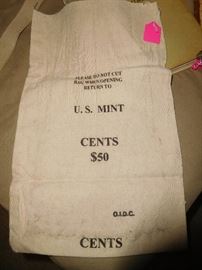 PLEASE DO NOT CUT
BAG WHEN OPENING
RETURN TO
U. S. MINT
CENTS
$50
O.I.D.C.
CENTS